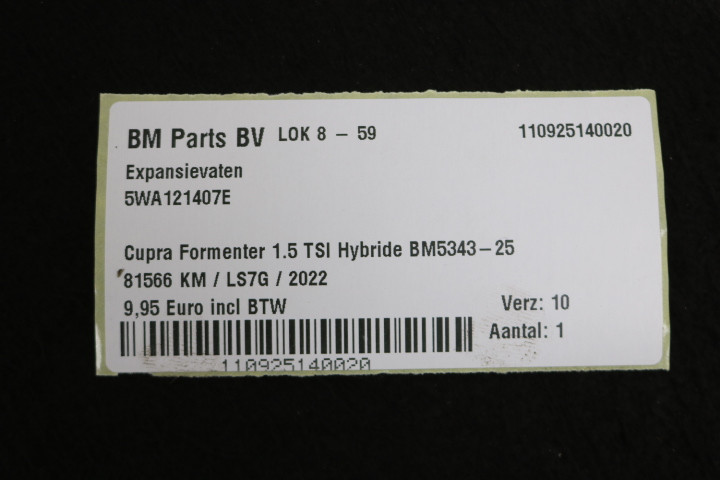 BM Parts BV LOK 8 - 59 110925140020
Expansievaten
5WA121407E
Cupra Formenter 1.5 TSI Hybride BM5343-25
81566 KM / LS7G / 2022
9,95 Euro incl BTW Verz: 10
Aantal: 1
110925140020